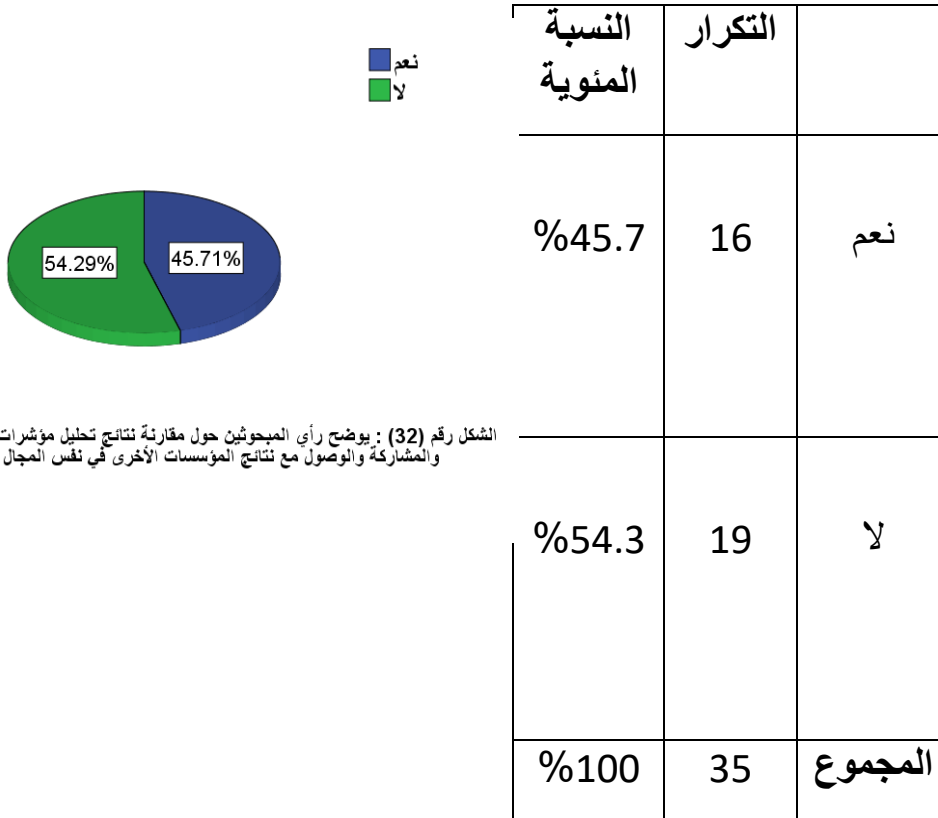 التكرار النسبة
المئوية
نعم 16 %45.7
لا 19 %54.3
المجموع 35 %100
نعم
لا
54.29% 45.71%
الشكل رقم (32) : يوضح رأي المبحوثين حول مقارنة نتائج تحليل مؤشرات
والمشاركة والوصول مع نتائج المؤسسات الأخرى في نفس المجال